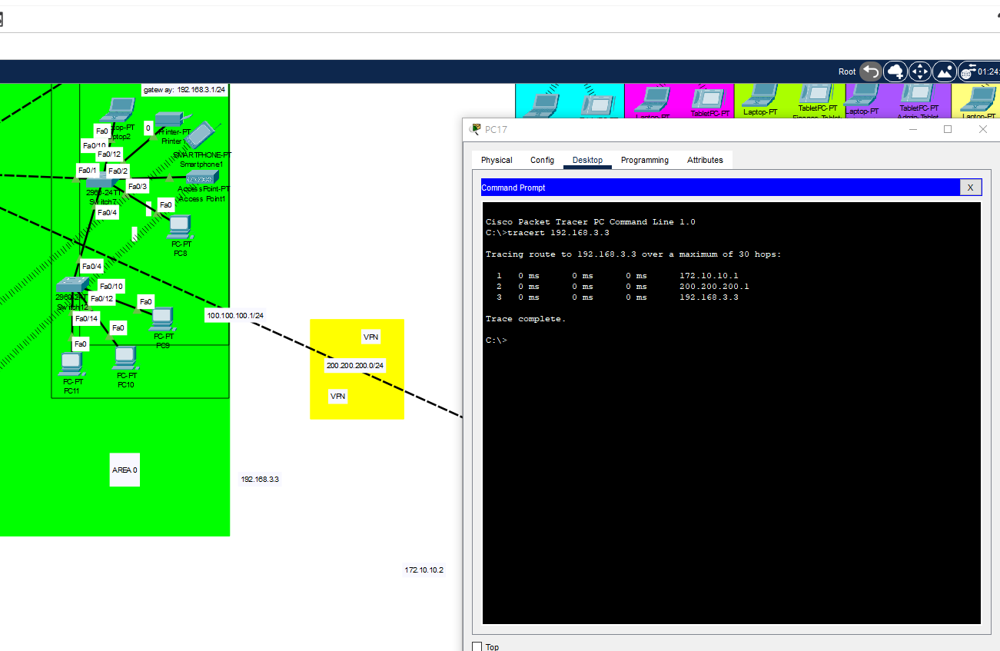 Root
01:24:
gateway: 192.168.3.1/24
Fa0
top-PT
ptop2
0
Printer-PT
Printer1
Fa0/10
Fa0/12
SMARTPHONE-PT
Smartphone1
Fa0/1
Fa0/2
Fa0/3
AccessPoint-PT
Access Point1
2960-24TT
Switch7
Fa0/4
Fa0
PC-PT
PC8
Fa0/4
Fa0/10
2960-24TT
Switch12
Fa0/12
Fa0
Fa0/14
Fa0
PC-PT
PC9
Fa0
PC-PT
PC10
PC-PT
PC11
100.100.100.1/24
VPN
200.200.200.0/24
VPN
AREA 0
192.168.3.3
172.10.10.2
Laptop-PT
TabletPC-PT
Laptop-PT
TabletPC-PT
Finance-Tablet
Laptop-PT
TabletPC-PT
Admin-Tablet
Laptop-PT
PC17
Physical Config Desktop Programming Attributes
Command Prompt
X
Cisco Packet Tracer PC Command Line 1.0
C:\>tracert 192.168.3.3
Tracing route to 192.168.3.3 over a maximum of 30 hops:
1 0 ms 0 ms 0 ms 172.10.10.1
2 0 ms 0 ms 0 ms 200.200.200.1
3 0 ms 0 ms 0 ms 192.168.3.3
Trace complete.
C:\>
Top